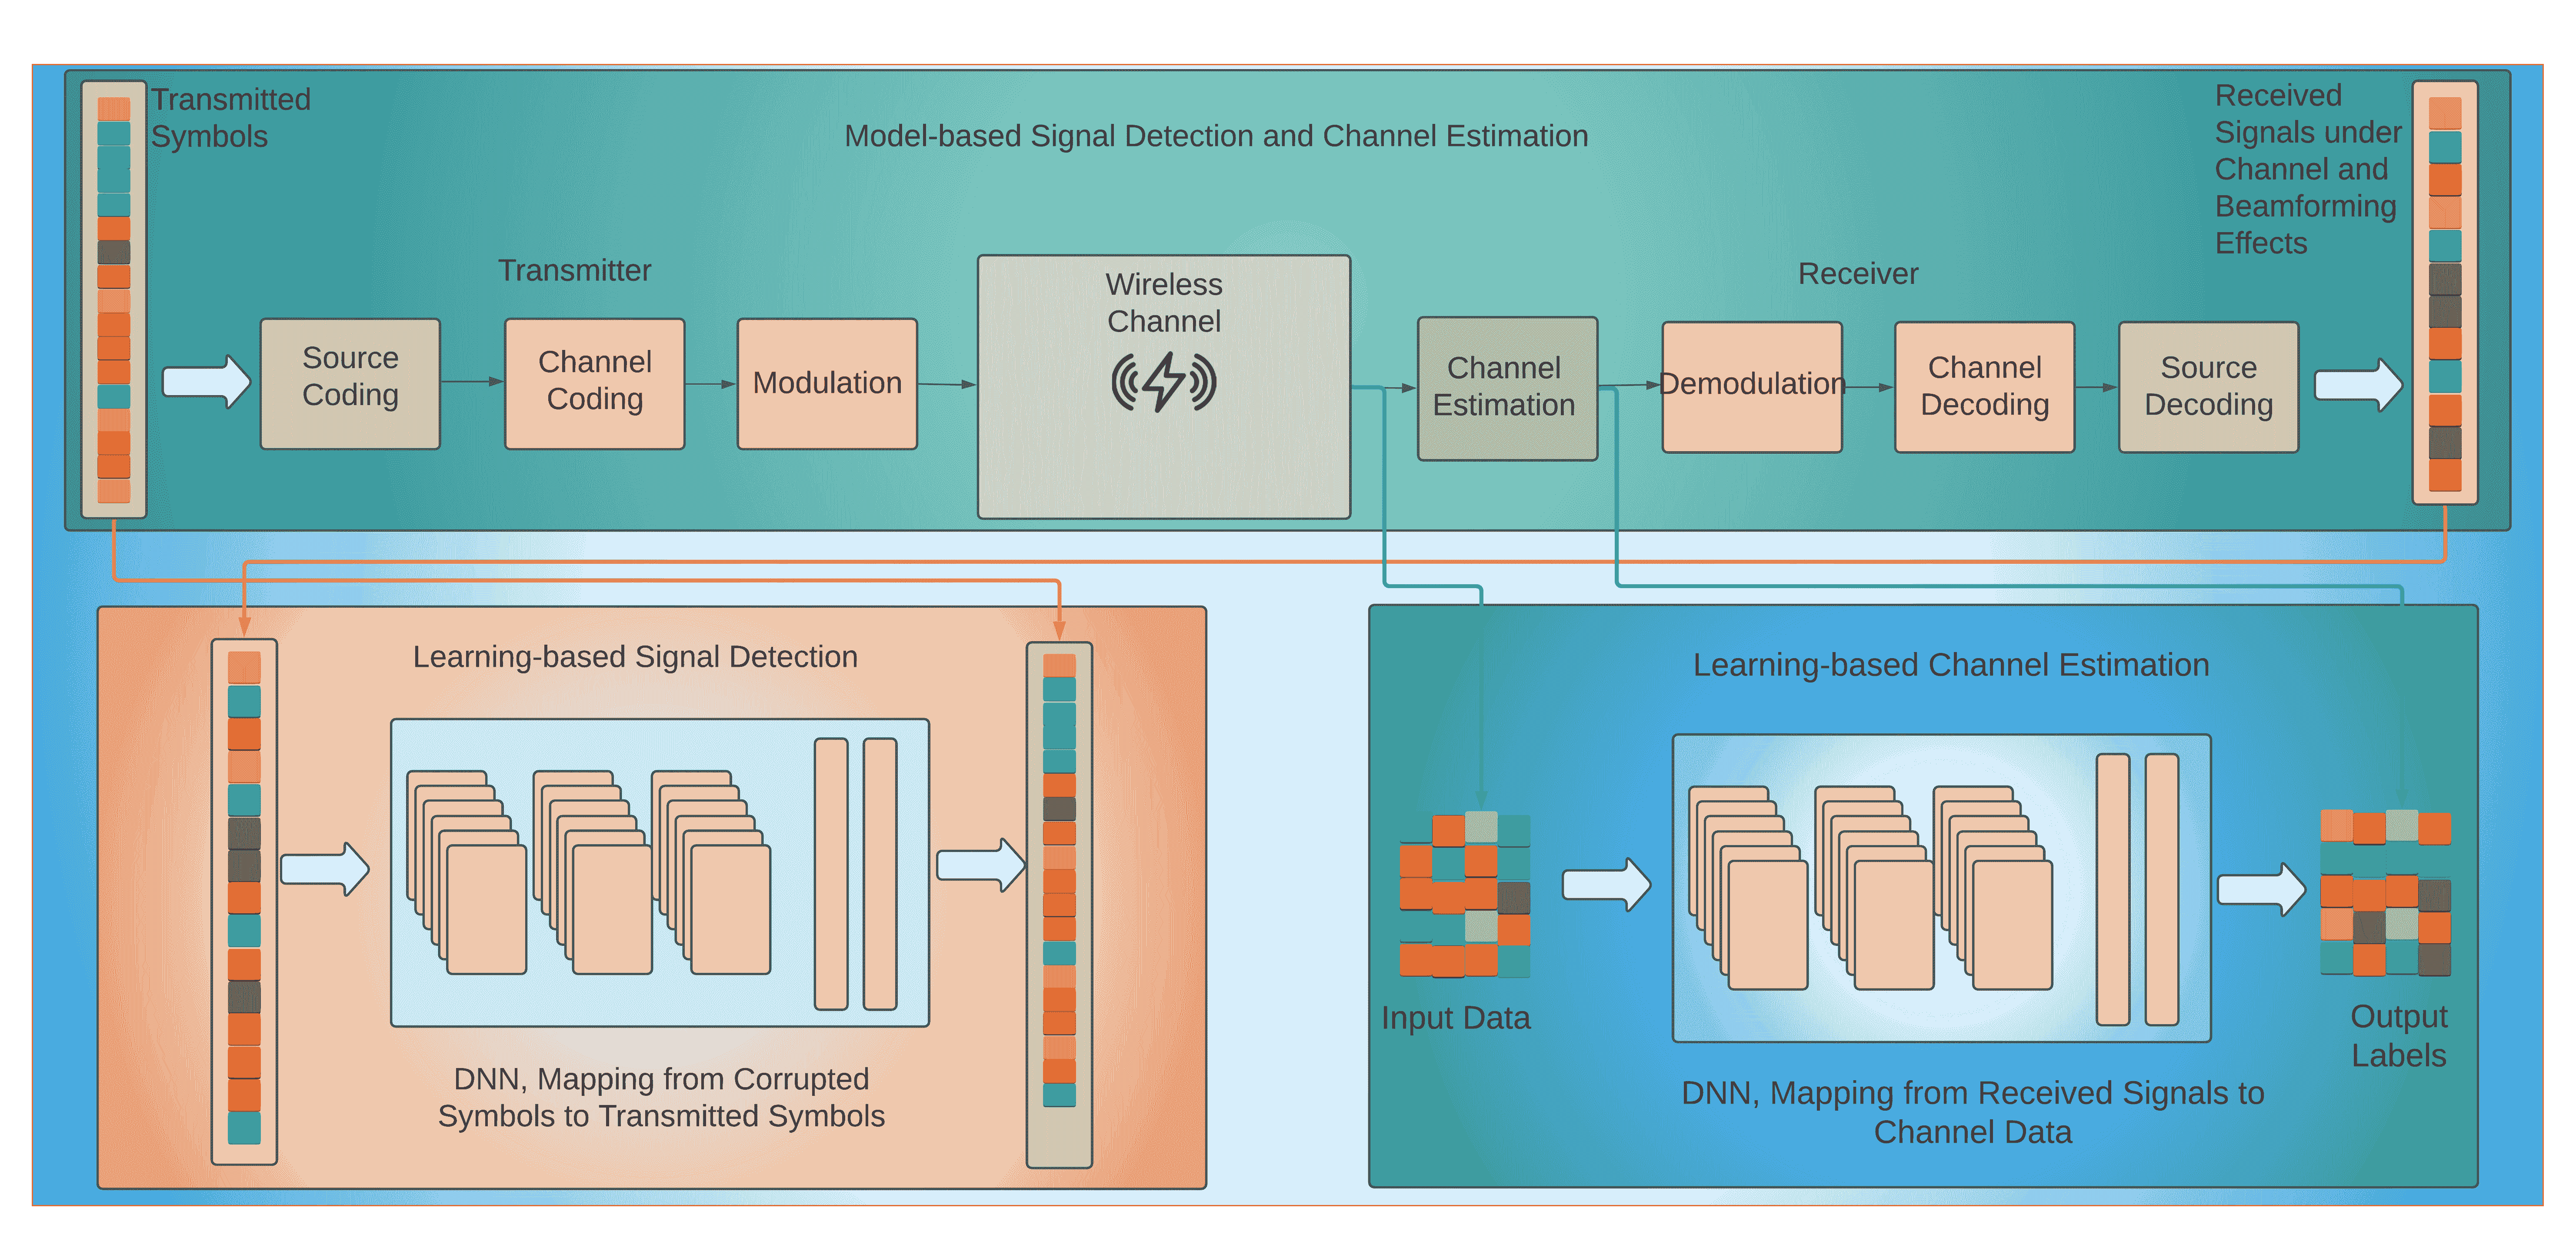 Transmitted
Symbols
Model-based Signal Detection and Channel Estimation
Received
Signals under
Channel and
Beamforming
Effects
Transmitter
Wireless
Channel
Receiver
Source
Coding
Channel
Coding
Modulation
Channel
Estimation
Demodulation
Channel
Decoding
Source
Decoding
Learning-based Signal Detection
DNN, Mapping from Corrupted
Symbols to Transmitted Symbols
Learning-based Channel Estimation
Input Data
Output
Labels
DNN, Mapping from Received Signals to
Channel Data